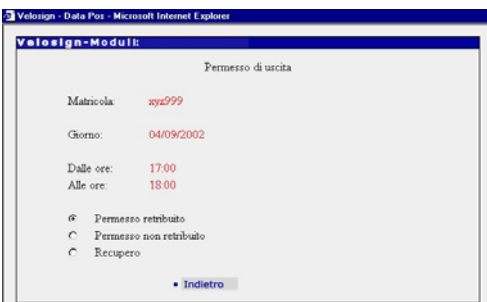 Velosign - Data Pos - Microsoft Internet Explorer
Velosign-Moduli:
Permesso di uscita
Matricola: xyz999
Giorno: 04/09/2002
Dalle ore: 17:00
Alle ore: 18:00
Permesso retribuito
Permesso non retribuito
Recupero
Indietro